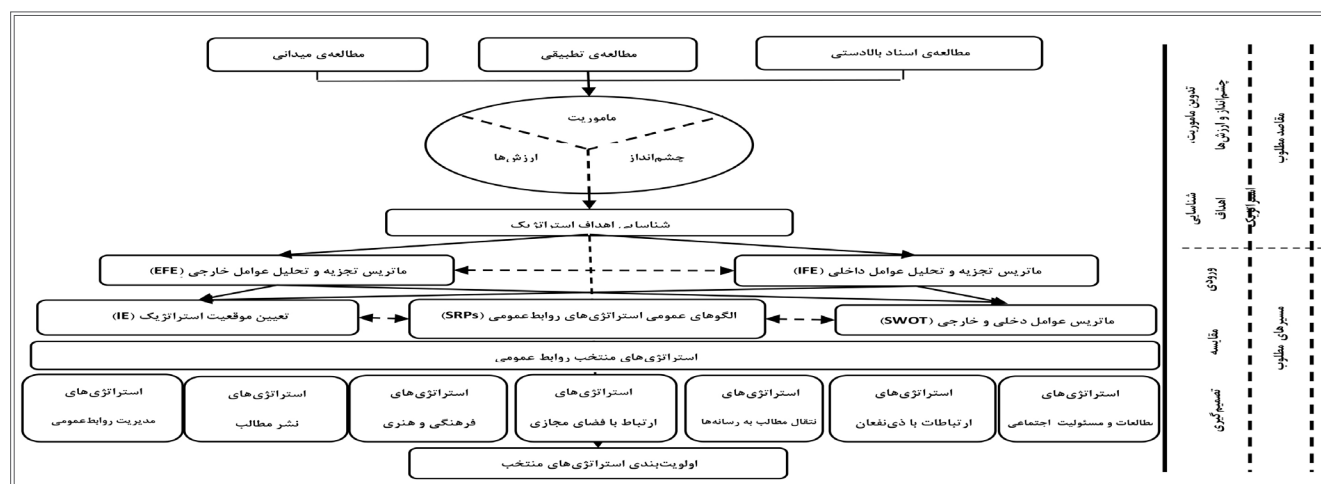 مطالعه‌ی اسناد بالادستی
مطالعه‌ی تطبیقی
مطالعه‌ی میدانی
ماموریت
چشم‌انداز
ارزش‌ها
شناسایی اهداف استراتژیک
ماتریس تجزیه و تحلیل عوامل داخلی (IFE)
ماتریس تجزیه و تحلیل عوامل خارجی (EFE)
ماتریس عوامل دخلی و خارجی (SWOT)
الگوهای عمومی استراتژی‌های روابط‌عمومی (SRPs)
تعیین موقعیت استراتژیک (IE)
استراتژی‌های منتخب روابط عمومی
استراتژی‌های
مطالعات و مسئولیت اجتماعی
استراتژی‌های
ارتباطات با ذی‌نفعان
استراتژی‌های
نتقال مطالب به رسانه‌ها
استراتژی‌های
ارتباط با فضای مجازی
استراتژی‌های
فرهنگی و هنری
استراتژی‌های
نشر مطالب
استراتژی‌های
مدیریت روابط‌عمومی
اولویت‌بندی استراتژی‌های منتخب
تدوین ماموریت،
چشم‌انداز و ارزش‌ها
مقاصد مطلوب
شناسایی
اهداف
استراتژیک
ورودی
مقایسه
تصمیم‌گیری
مسیرهای مطلوب